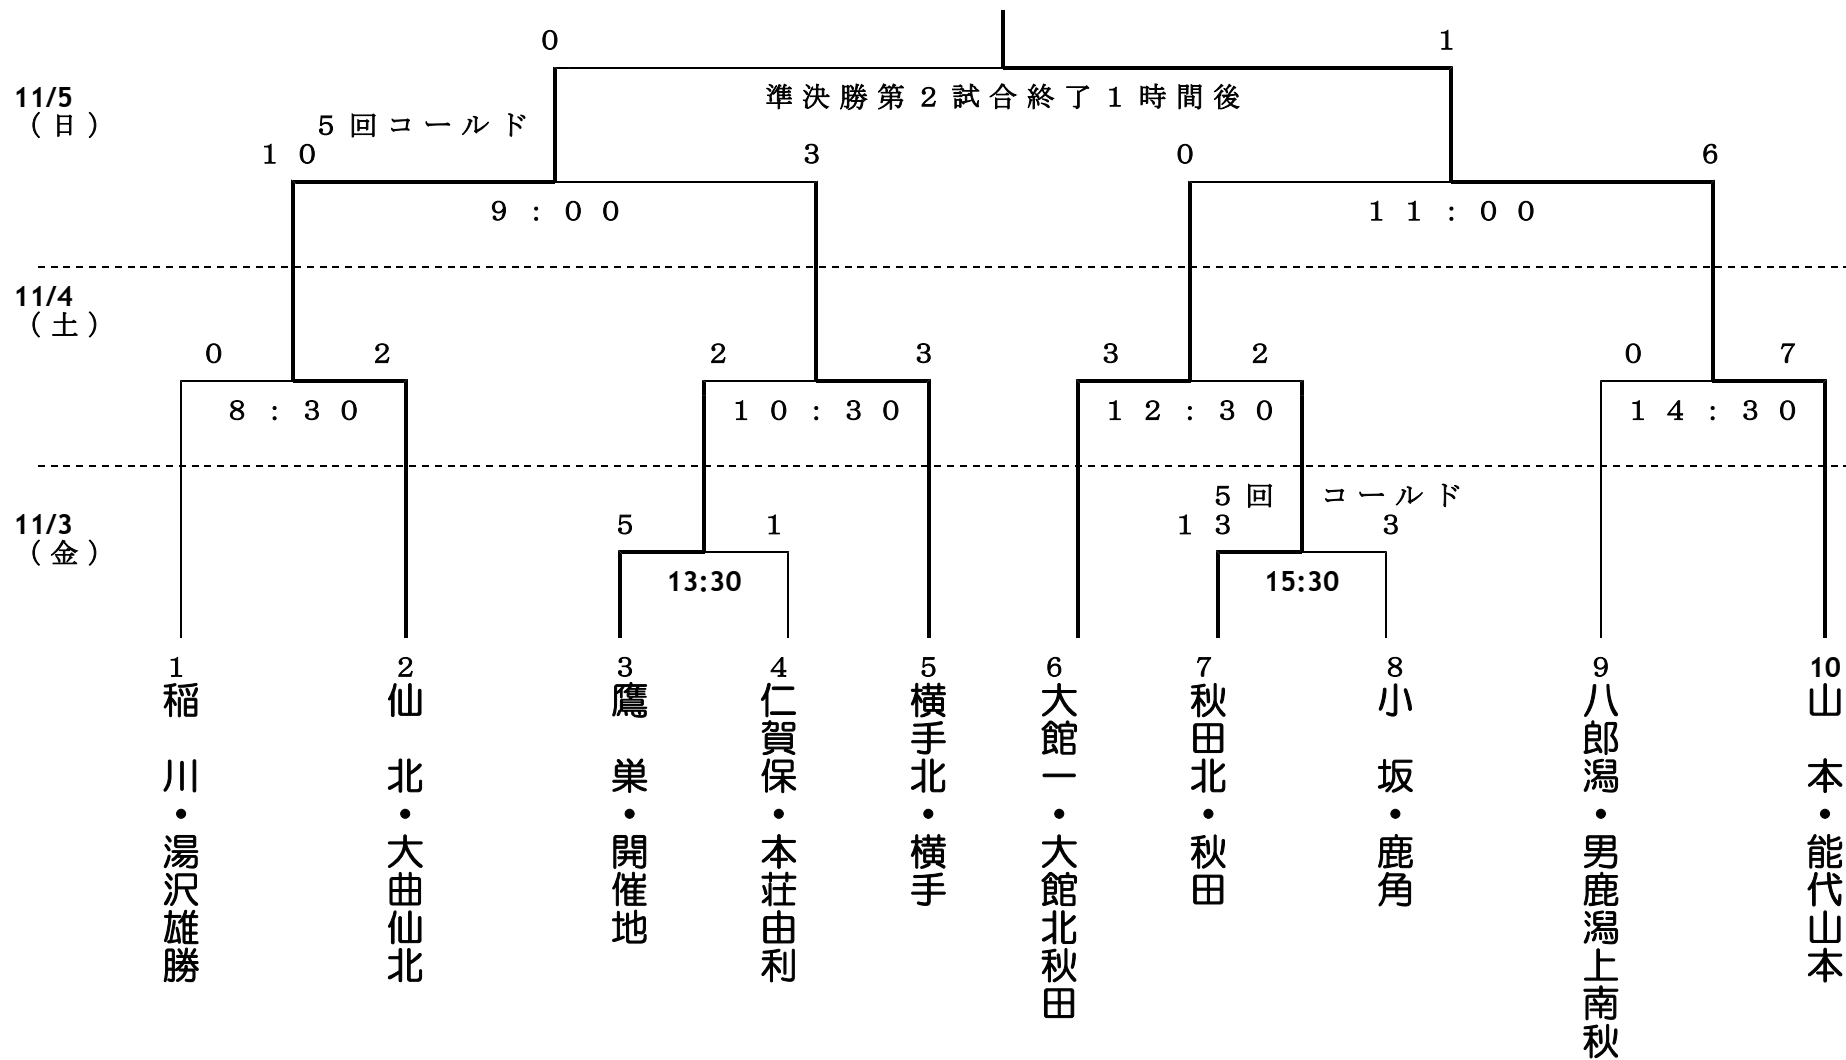 0 1
11/5
(日)
準決勝第2試合終了1時間後
5回コールド
10 3 0 6
9:00 11:00
11/4
(土)
0 2 2 3 3 2 0 7
8:30 10:30 12:30 14:30
5回 コールド
11/3
(金)
5 1 13 3
13:30 15:30
1 2 3 4 5 6 7 8 9 10
稲川・湯沢雄勝
仙北・大曲仙北
鷹巣・開催地
仁賀保・本荘由利
横手北・横手
大館一・大館北秋田
秋田北・秋田
小坂・鹿角
八郎潟・男鹿潟上南秋
山本・能代山本